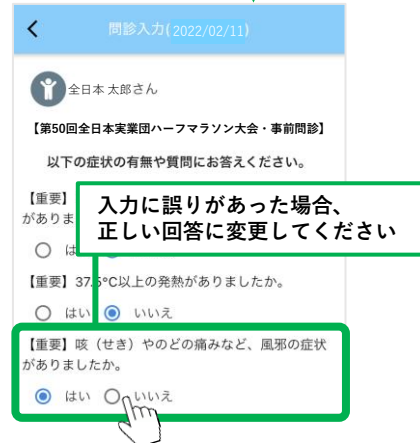 問診入力(2022/02/11)
全日本 太郎さん
【第50回全日本実業団ハーフマラソン大会・事前問診】
以下の症状の有無や質問にお答えください。
【重要】
がありま
入力に誤りがあった場合、
正しい回答に変更してください
は
【重要】37.5℃以上の発熱がありましたか。
はい いいえ
【重要】咳（せき）やのどの痛みなど、風邪の症状
がありましたか。
はい いいえ